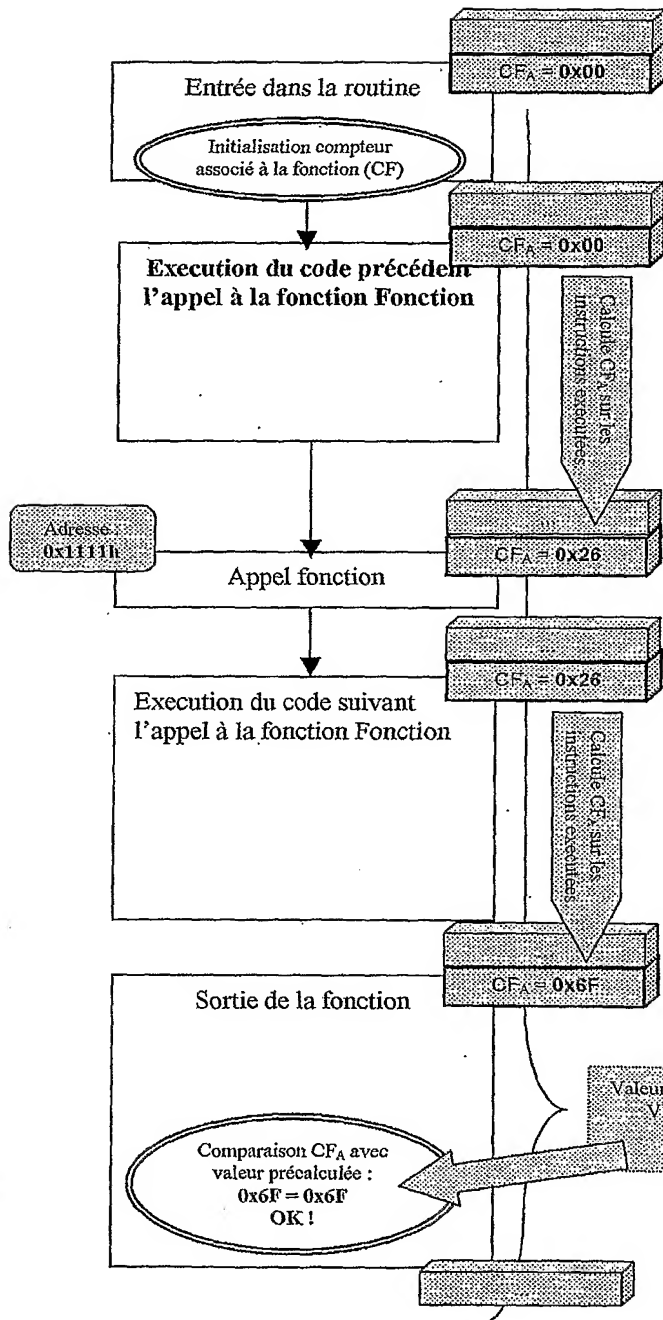 CFA = 0x00
Entrée dans la routine
Initialisation compteur
associé à la fonction (CF)
...
CFA = 0x00
Execution du code précédent
l'appel à la fonction Fonction
Calcule CFA sur les
instructions executées
...
CFA = 0x26
Adresse :
0x1111h
Appel fonction
CFA = 0x26
Execution du code suivant
l'appel à la fonction Fonction
Calcule CFA sur les
instructions executées
CFA = 0x6F
Sortie de la fonction
Valeur
Comparaison CFA avec
valeur précalculée :
0x6F = 0x6F
OK !